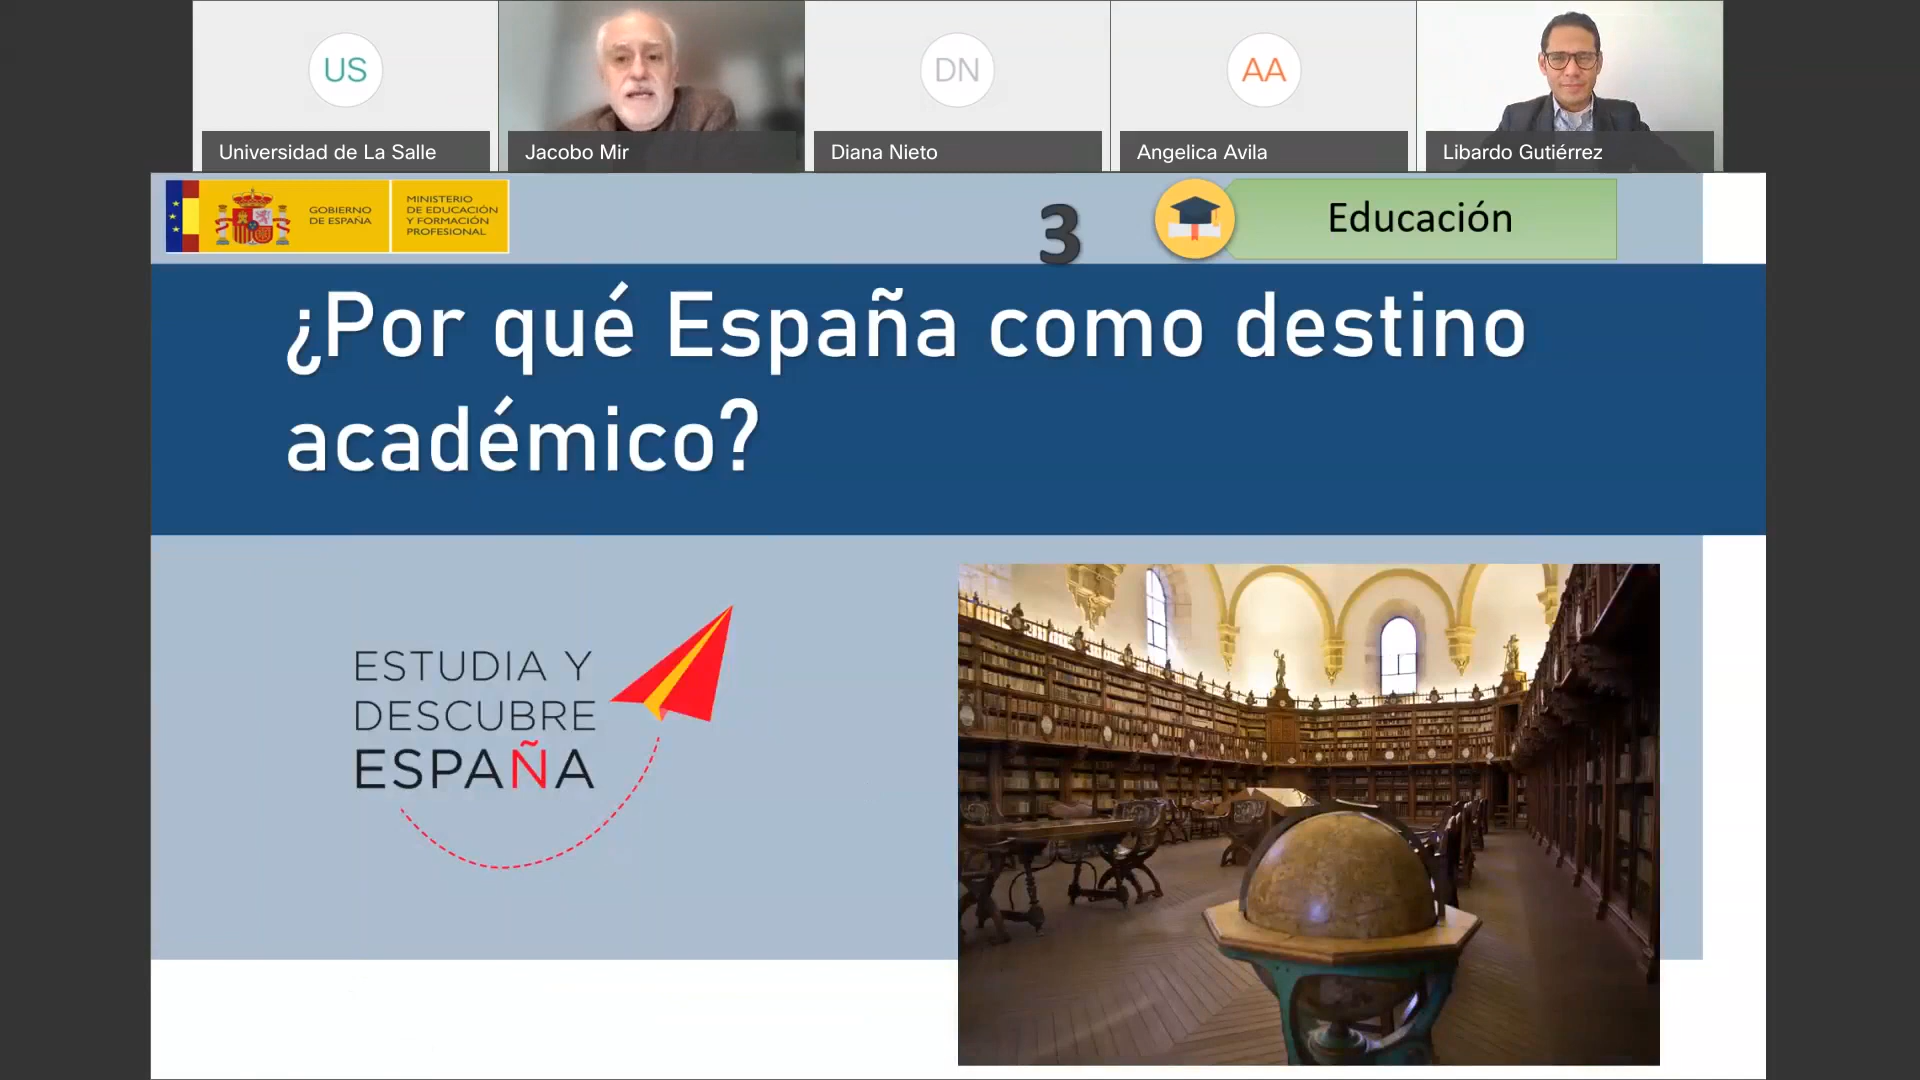 US
DN
AA
Universidad de La Salle
Jacobo Mir
Diana Nieto
Angelica Avila
Libardo Gutiérrez
GOBIERNO
DE ESPAÑA
MINISTERIO
DE EDUCACIÓN
Y FORMACIÓN
PROFESIONAL
3
Educación
¿Por qué España como destino
académico?
ESTUDIA Y
DESCUBRE
ESPAÑA